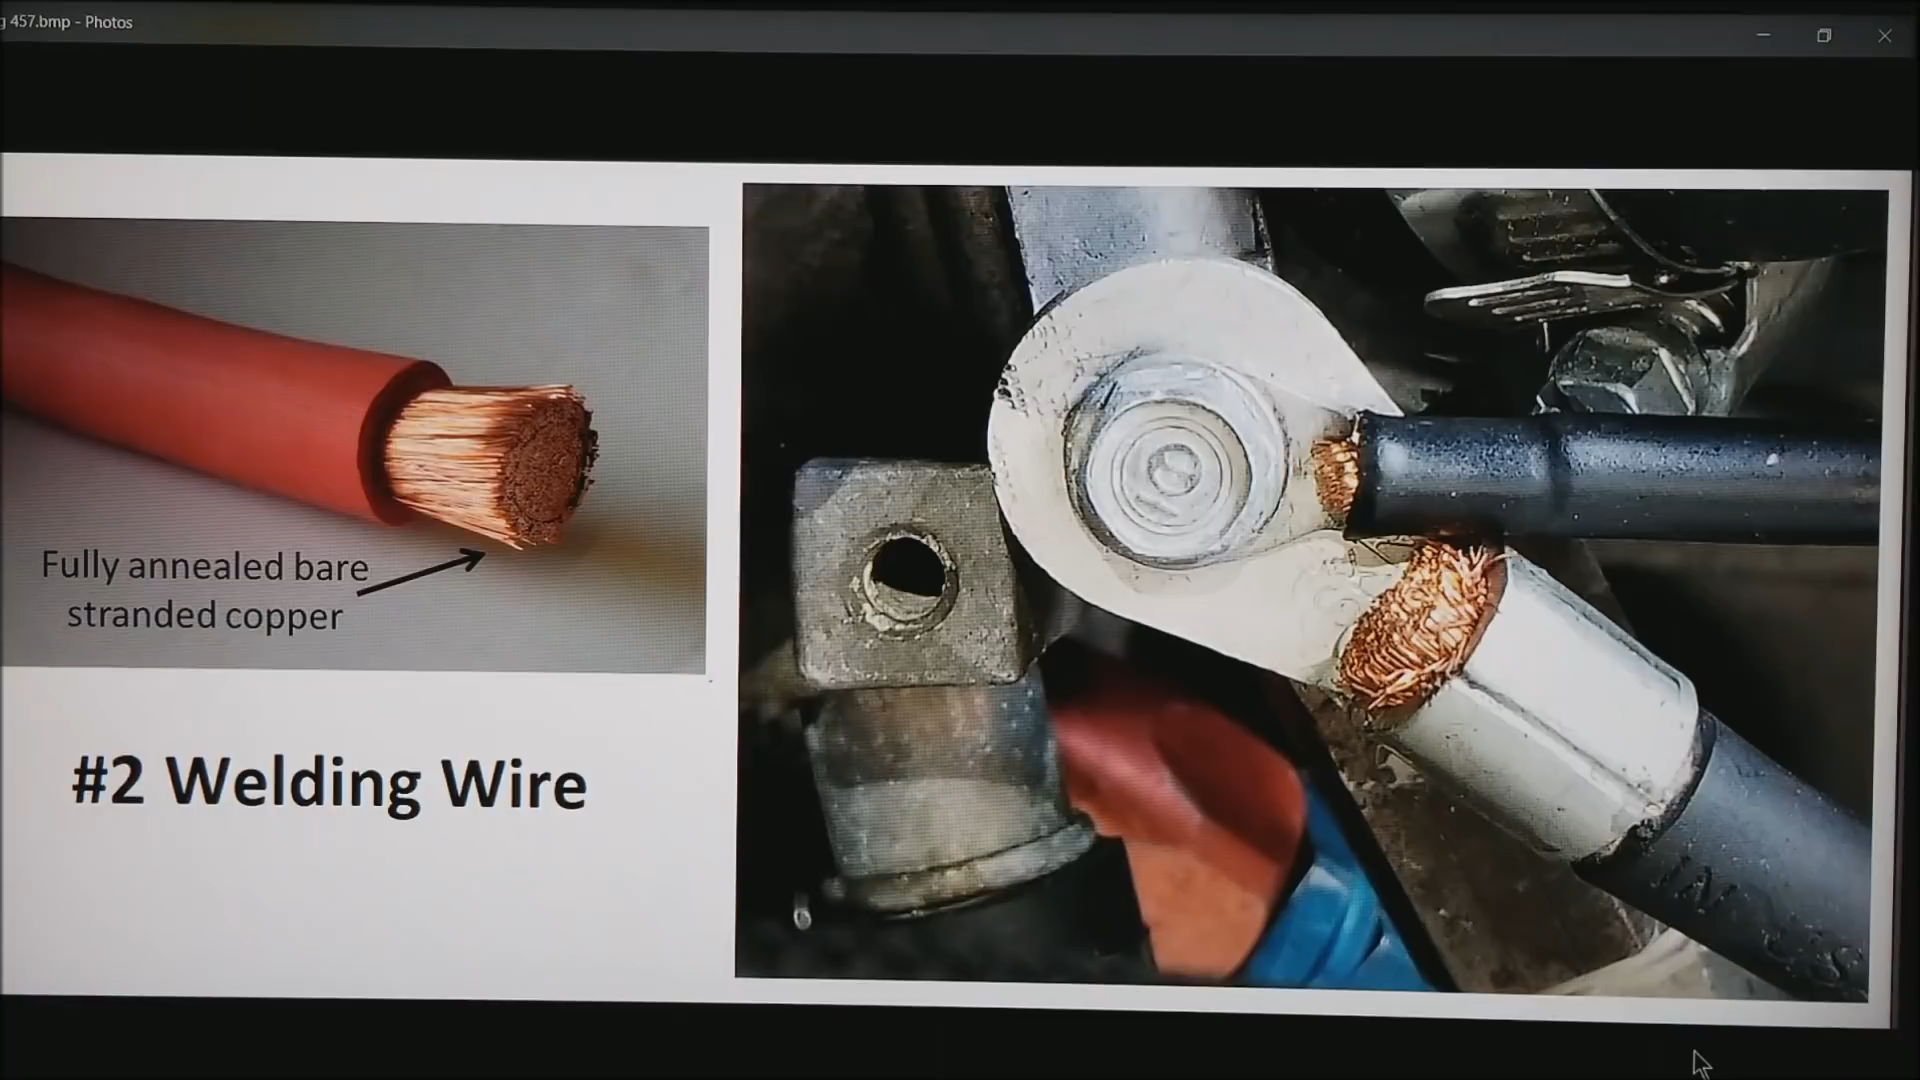 457.bmp - Photos
Fully annealed bare
stranded copper
#2 Welding Wire